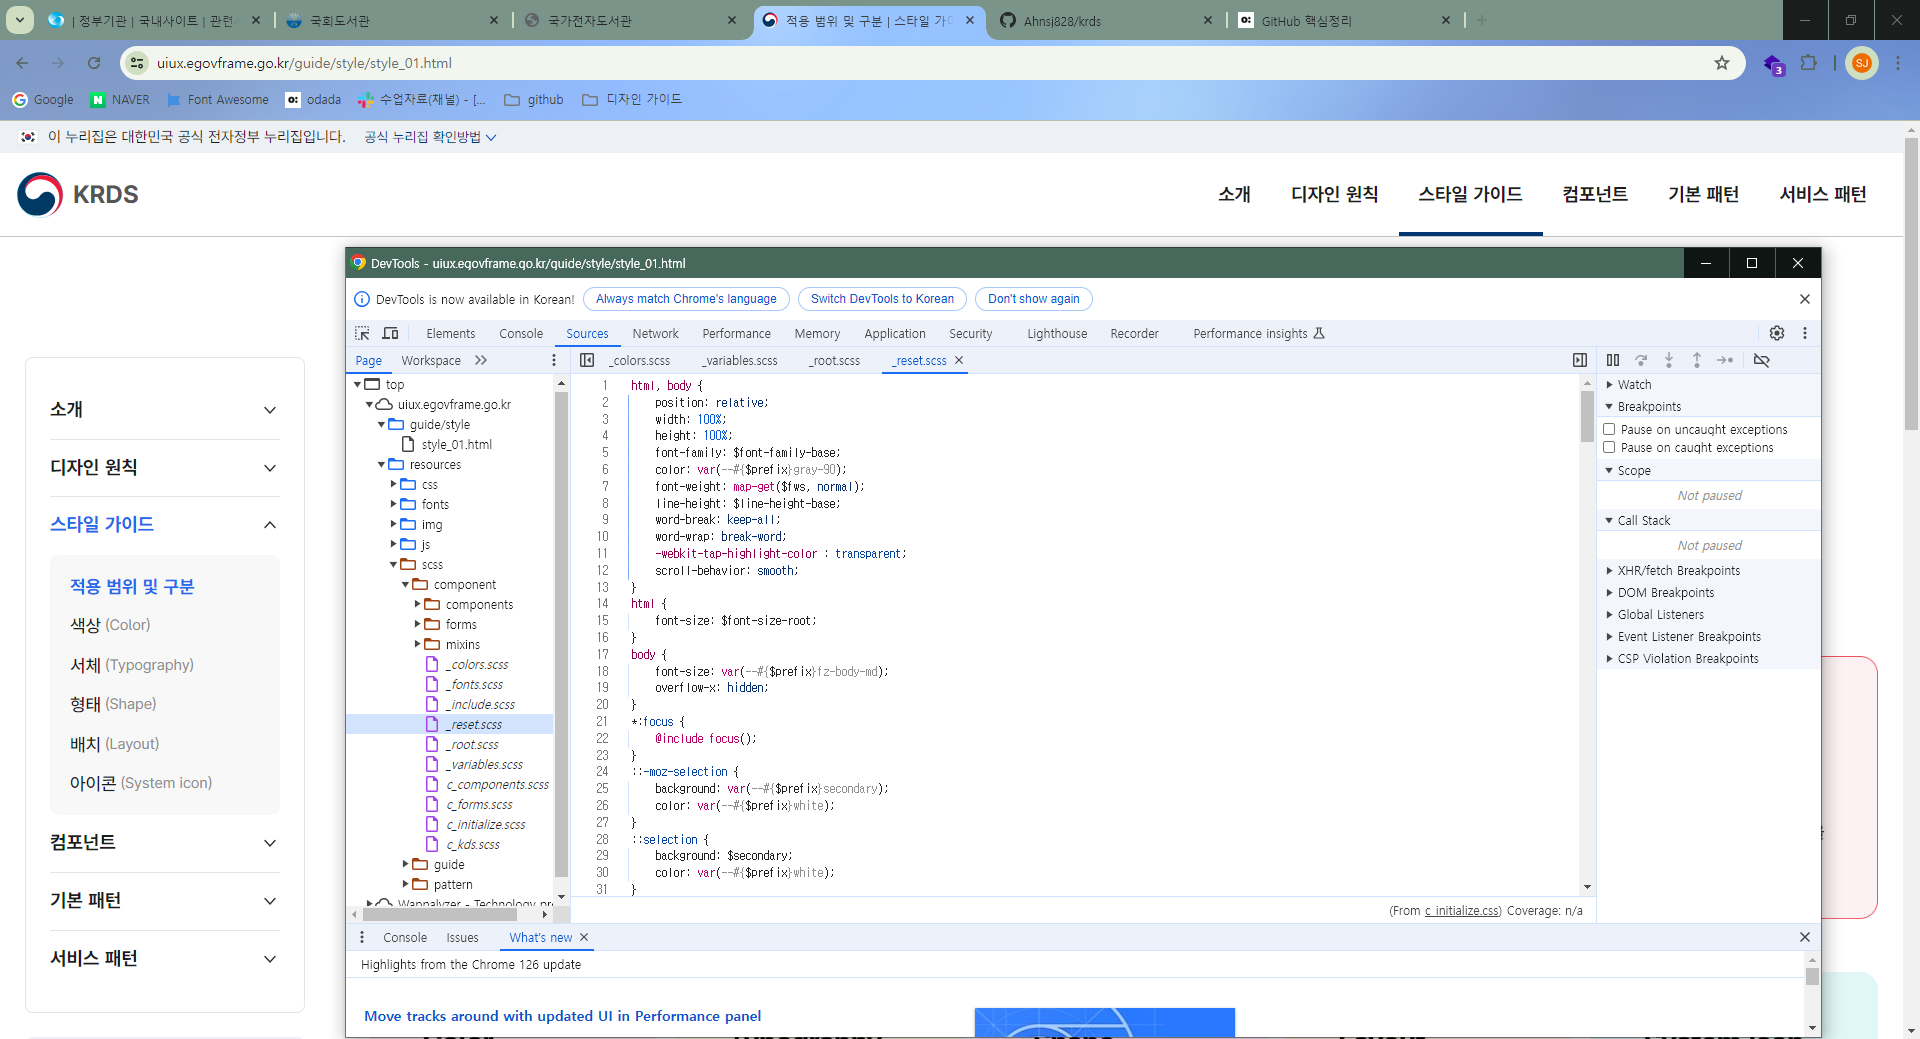 | 정부기관 | 국내사이트 | 관련
국회도서관
국가전자도서관
적용 범위 및 구분 | 스타일 가이
Ahnsj828/krds
GitHub 핵심정리
uiux.egovframe.go.kr/guide/style/style_01.html
3
SJ
Google
NAVER
Font Awesome
odada
수업자료(채널) - [...
github
디자인 가이드
이 누리집은 대한민국 공식 전자정부 누리집입니다.
공식 누리집 확인방법
KRDS
소개
디자인 원칙
스타일 가이드
컴포넌트
기본 패턴
서비스 패턴
소개
디자인 원칙
스타일 가이드
적용 범위 및 구분
색상 (Color)
서체 (Typography)
형태 (Shape)
배치 (Layout)
아이콘 (System icon)
컴포넌트
기본 패턴
서비스 패턴
DevTools - uiux.egovframe.go.kr/guide/style/style_01.html
DevTools is now available in Korean!
Always match Chrome's language
Switch DevTools to Korean
Don't show again
Elements
Console
Sources
Network
Performance
Memory
Application
Security
Lighthouse
Recorder
Performance insights
Page
Workspace
_colors.scss
_variables.scss
_root.scss
_reset.scss
top
uiux.egovframe.go.kr
guide/style
style_01.html
resources
css
fonts
img
js
scss
component
components
forms
mixins
_colors.scss
_fonts.scss
_include.scss
_reset.scss
_root.scss
_variables.scss
c_components.scss
c_forms.scss
c_initialize.scss
c_kds.scss
guide
pattern
Wappalyzer - Technology pr
1 html, body {
2 position: relative;
3 width: 100%;
4 height: 100%;
5 font-family: $font-family-base;
6 color: var(--#{$prefix}gray-90);
7 font-weight: map-get($fws, normal);
8 line-height: $line-height-base;
9 word-break: keep-all;
10 word-wrap: break-word;
11 -webkit-tap-highlight-color : transparent;
12 scroll-behavior: smooth;
13 }
14 html {
15 font-size: $font-size-root;
16 }
17 body {
18 font-size: var(--#{$prefix}fz-body-md);
19 overflow-x: hidden;
20 }
21 *:focus {
22 @include focus();
23 }
24 ::-moz-selection {
25 background: var(--#{$prefix}secondary);
26 color: var(--#{$prefix}white);
27 }
28 ::selection {
29 background: $secondary;
30 color: var(--#{$prefix}white);
31 }
(From c_initialize.css) Coverage: n/a
Watch
Breakpoints
Pause on uncaught exceptions
Pause on caught exceptions
Scope
Not paused
Call Stack
Not paused
XHR/fetch Breakpoints
DOM Breakpoints
Global Listeners
Event Listener Breakpoints
CSP Violation Breakpoints
Console
Issues
What's new
Highlights from the Chrome 126 update
Move tracks around with updated UI in Performance panel